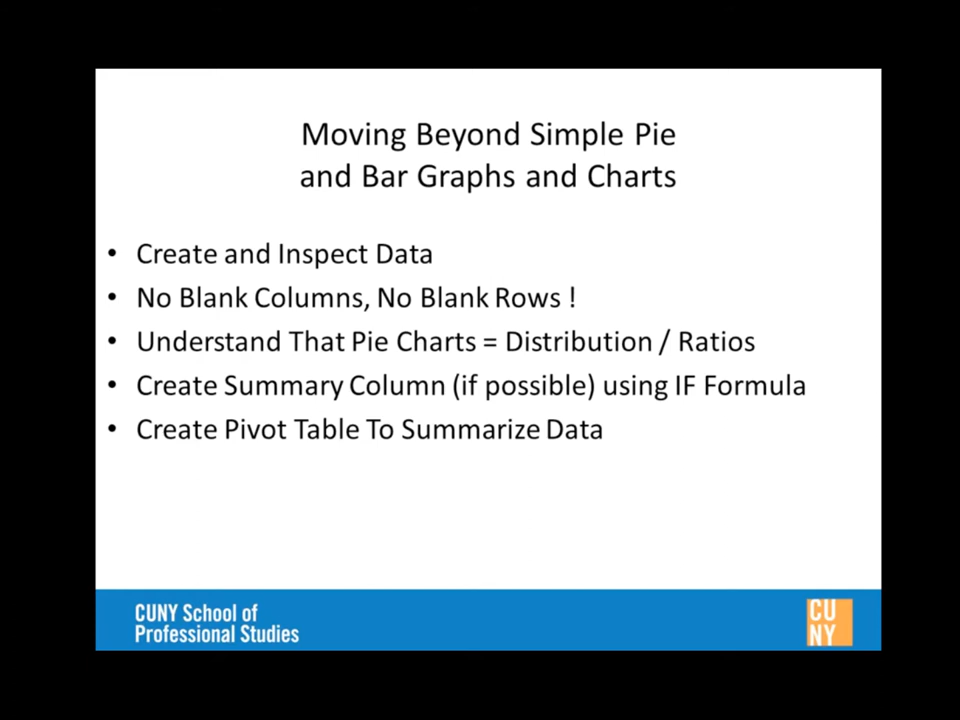 Moving Beyond Simple Pie
and Bar Graphs and Charts
• Create and Inspect Data
• No Blank Columns, No Blank Rows !
• Understand That Pie Charts = Distribution / Ratios
• Create Summary Column (if possible) using IF Formula
• Create Pivot Table To Summarize Data
CUNY School of
Professional Studies
CU
NY